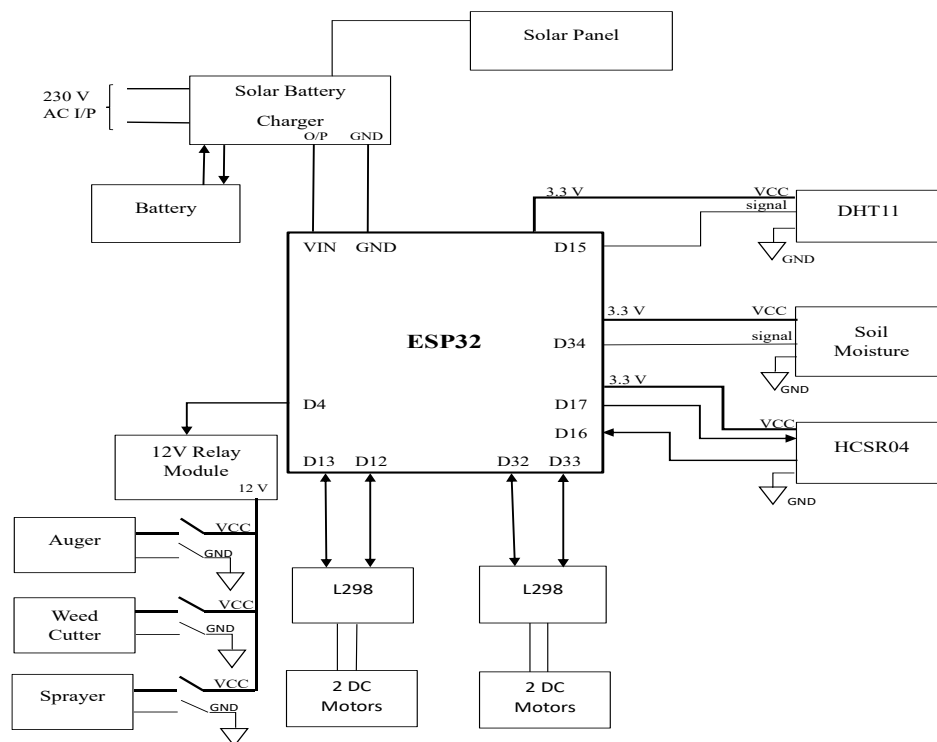 Solar Panel
230 V
AC I/P
Solar Battery
Charger
O/P GND
Battery
3.3 V VCC
signal
DHT11
GND
VIN GND D15
ESP32
3.3 V VCC
D34 signal
Soil
Moisture
GND
3.3 V
D4 D17
VCC
D16
HCSR04
GND
12V Relay
Module
12 V
D13 D12 D32 D33
Auger
VCC
GND
L298 L298
Weed
Cutter
VCC
GND
Sprayer
VCC
GND
2 DC
Motors
2 DC
Motors